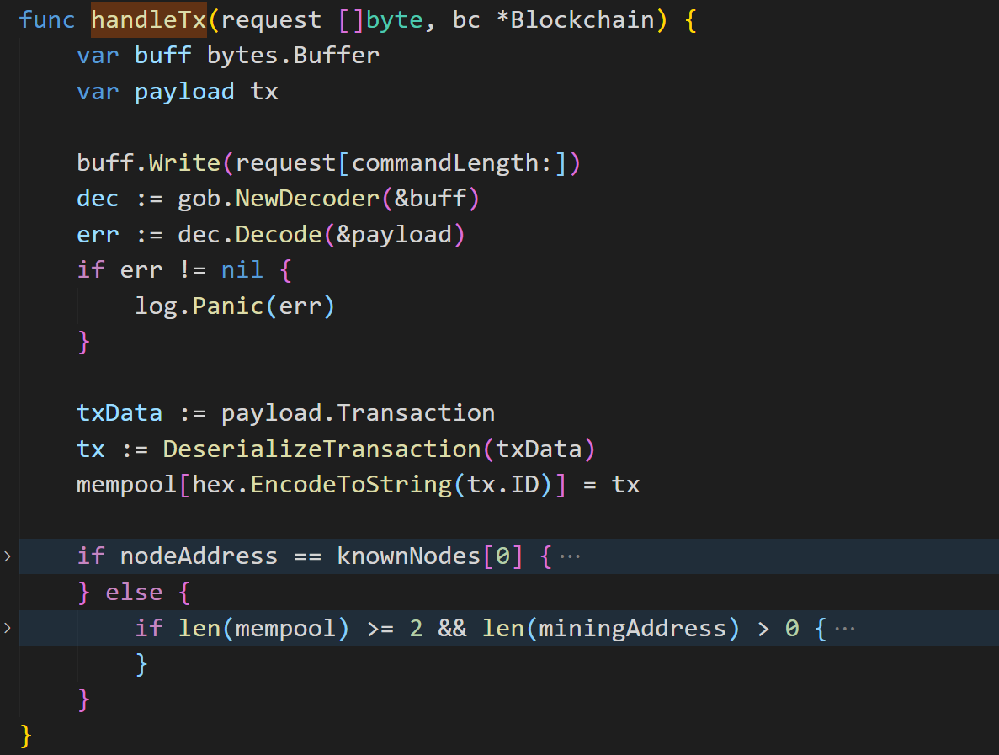 func handleTx(request []byte, bc *Blockchain) {
    var buff bytes.Buffer
    var payload tx

    buff.Write(request[commandLength:])
    dec := gob.NewDecoder(&buff)
    err := dec.Decode(&payload)
    if err != nil {
        log.Panic(err)
    }

    txData := payload.Transaction
    tx := DeserializeTransaction(txData)
    mempool[hex.EncodeToString(tx.ID)] = tx

    if nodeAddress == knownNodes[0] {···
    } else {
        if len(mempool) >= 2 && len(miningAddress) > 0 {···
        }
    }
}